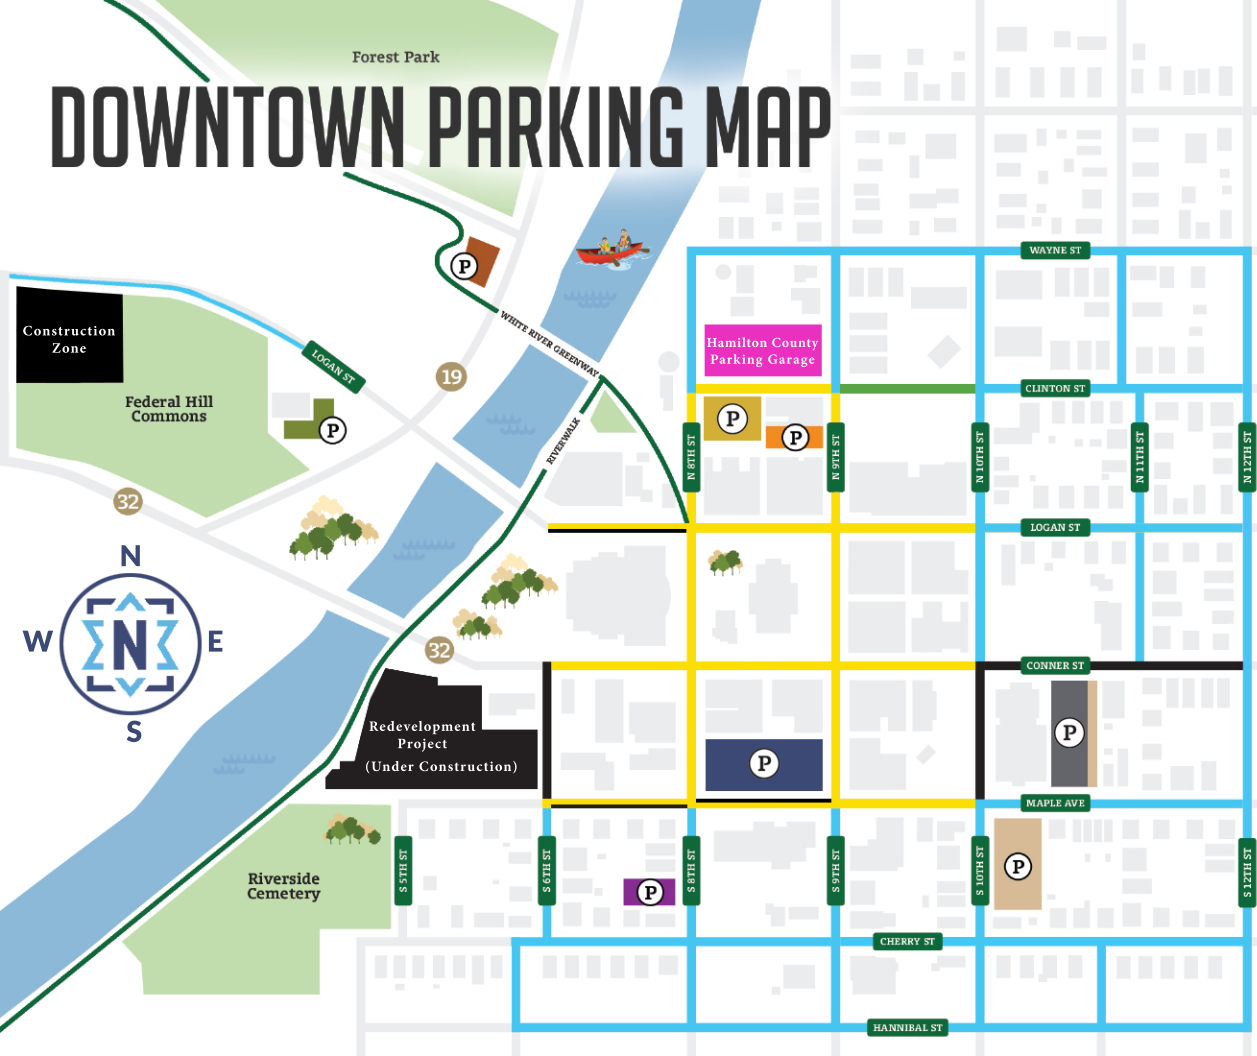 Forest Park
DOWNTOWN PARKING MAP
WAYNE ST
P
WHITE RIVER GREENWAY
Construction
Zone
Hamilton County
Parking Garage
LOGAN ST
19
CLINTON ST
Federal Hill
Commons
P
P
P
RIVERWALK
N 8TH ST
N 9TH ST
N 10TH ST
N 11TH ST
N 12TH ST
32
LOGAN ST
N
W
N
E
S
32
CONNER ST
Redevelopment
Project
(Under Construction)
P
P
MAPLE AVE
S 5TH ST
S 6TH ST
S 8TH ST
S 9TH ST
S 10TH ST
S 12TH ST
P
P
Riverside
Cemetery
CHERRY ST
HANNIBAL ST